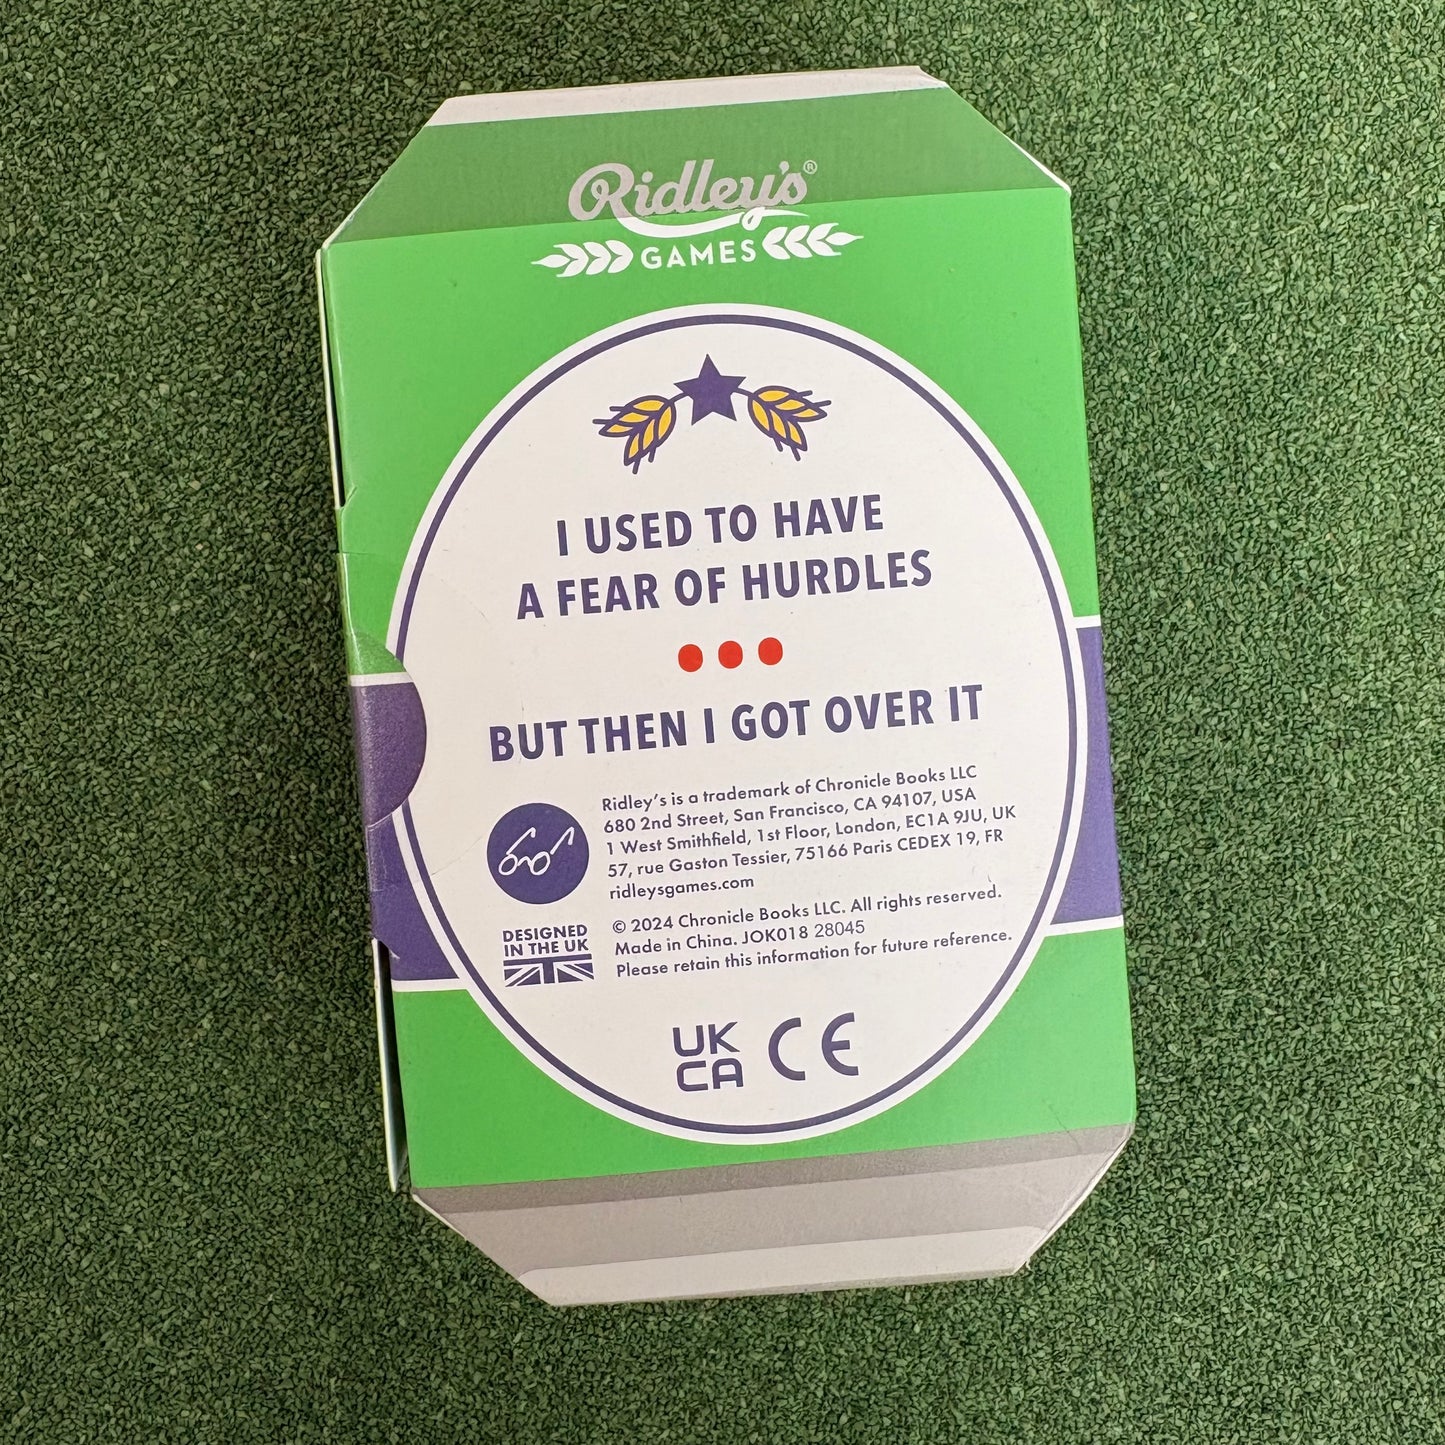 Ridley's®
GAMES
I USED TO HAVE
A FEAR OF HURDLES
●●●
BUT THEN I GOT OVER IT
Ridley's is a trademark of Chronicle Books LLC
680 2nd Street, San Francisco, CA 94107, USA
1 West Smithfield, 1st Floor, London, EC1A 9JU, UK
57, rue Gaston Tessier, 75166 Paris CEDEX 19, FR
ridleysgames.com
DESIGNED
IN THE UK
© 2024 Chronicle Books LLC. All rights reserved.
Made in China. JOK018 28045
Please retain this information for future reference.
UK
CA
CE